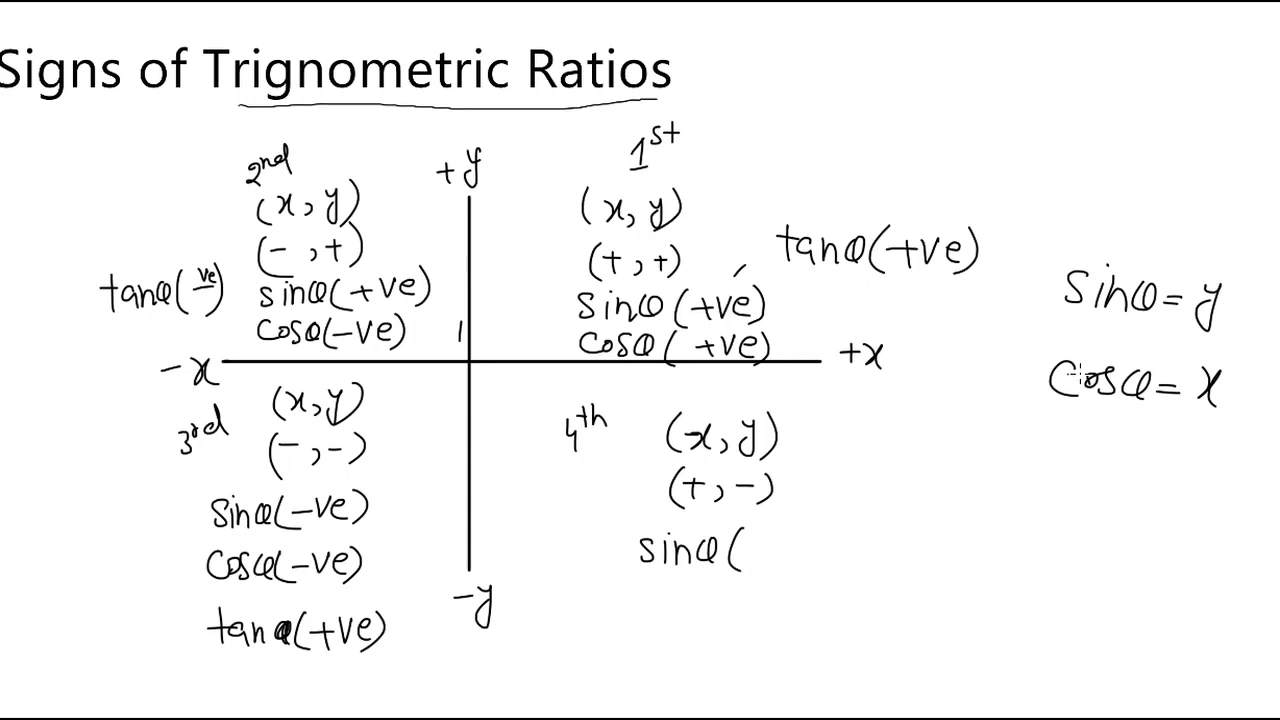 Signs of Trignometric Ratios
2nd
(x, y)
(-, +)
sinθ(+ve)
cosθ(-ve)
tanθ(-ve)
+y
1st
(x, y)
(+, +)
sinθ(+ve)
cosθ(+ve)
tanθ(+ve)
sinθ = y
cosθ = x
1
-x
+x
3rd
(x, y)
(-, -)
sinθ(-ve)
cosθ(-ve)
tanθ(+ve)
-y
4th
(x, y)
(+, -)
sinθ(